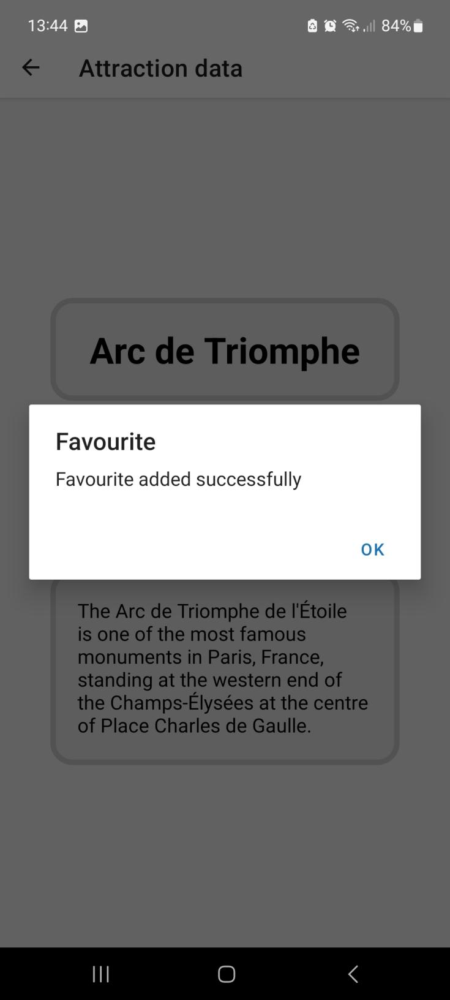 13:44
84%
Attraction data
Arc de Triomphe
Favourite
Favourite added successfully
OK
The Arc de Triomphe de l'Étoile
is one of the most famous
monuments in Paris, France,
standing at the western end of
the Champs-Élysées at the centre
of Place Charles de Gaulle.